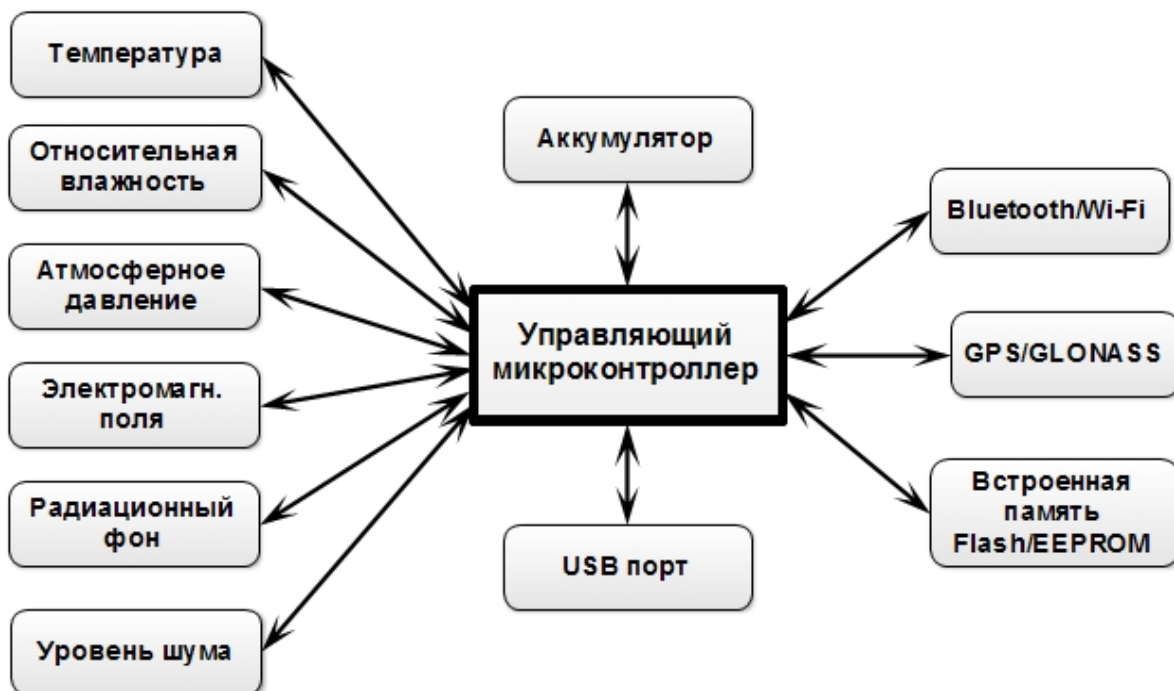 Температура
Относительная
влажность
Атмосферное
давление
Электромагн.
поля
Радиационный
фон
Уровень шума
Аккумулятор
Управляющий
микроконтроллер
USB порт
Bluetooth/Wi-Fi
GPS/GLONASS
Встроенная
память
Flash/EEPROM